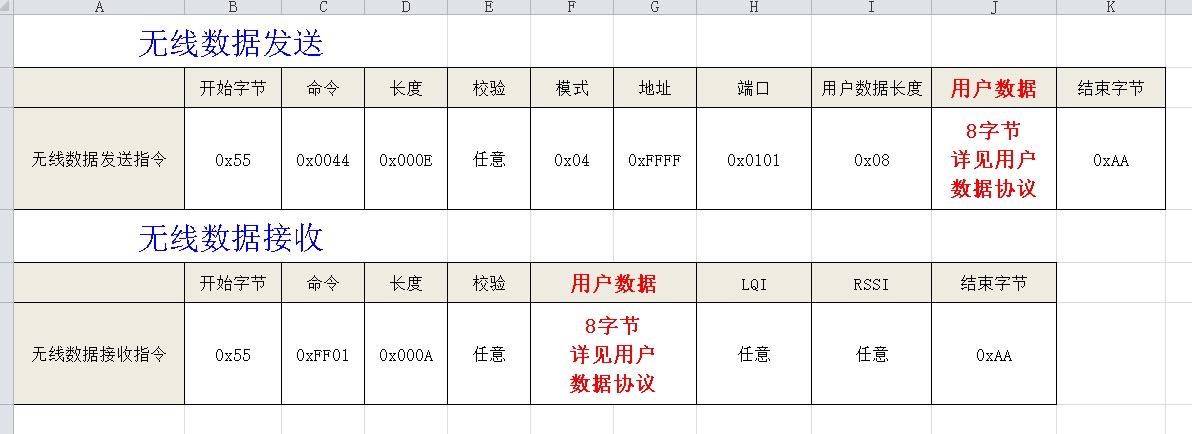 A B C D E F G H I J K
无线数据发送
开始字节 命令 长度 校验 模式 地址 端口 用户数据长度 用户数据 结束字节
无线数据发送指令 0x55 0x0044 0x000E 任意 0x04 0xFFFF 0x0101 0x08 8字节 0xAA
详见用户
数据协议
无线数据接收
开始字节 命令 长度 校验 用户数据 LQI RSSI 结束字节
无线数据接收指令 0x55 0xFF01 0x000A 任意 8字节 任意 任意 0xAA
详见用户
数据协议